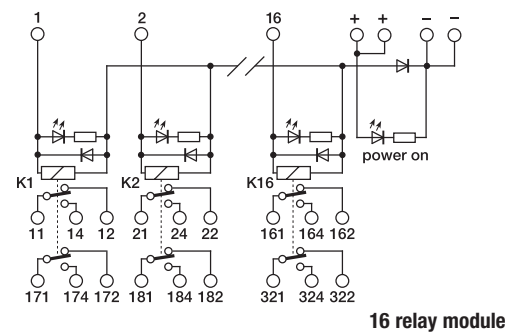 1 2 16 + + − −
power on
K1 K2 K16
11 14 12 21 24 22 161 164 162
171 174 172 181 184 182 321 324 322
16 relay module